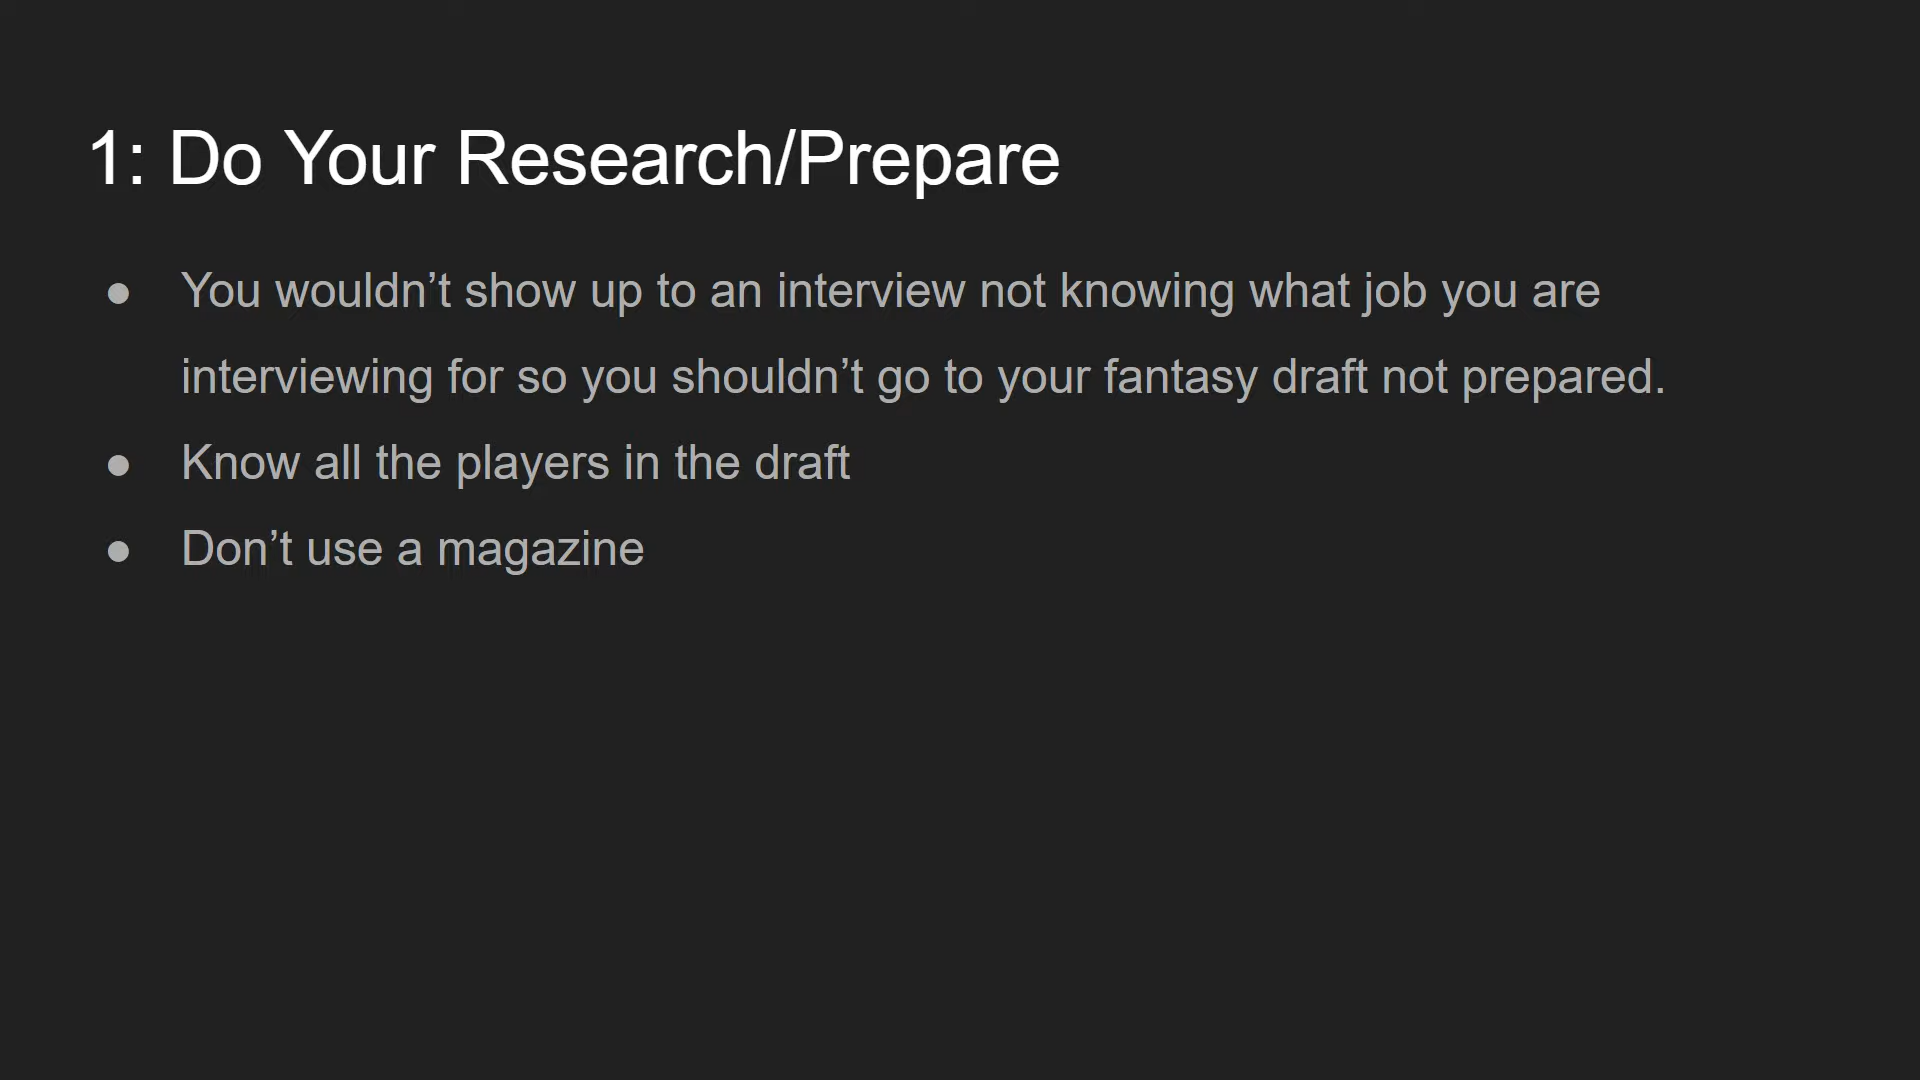 1: Do Your Research/Prepare
● You wouldn’t show up to an interview not knowing what job you are
interviewing for so you shouldn’t go to your fantasy draft not prepared.
● Know all the players in the draft
● Don’t use a magazine